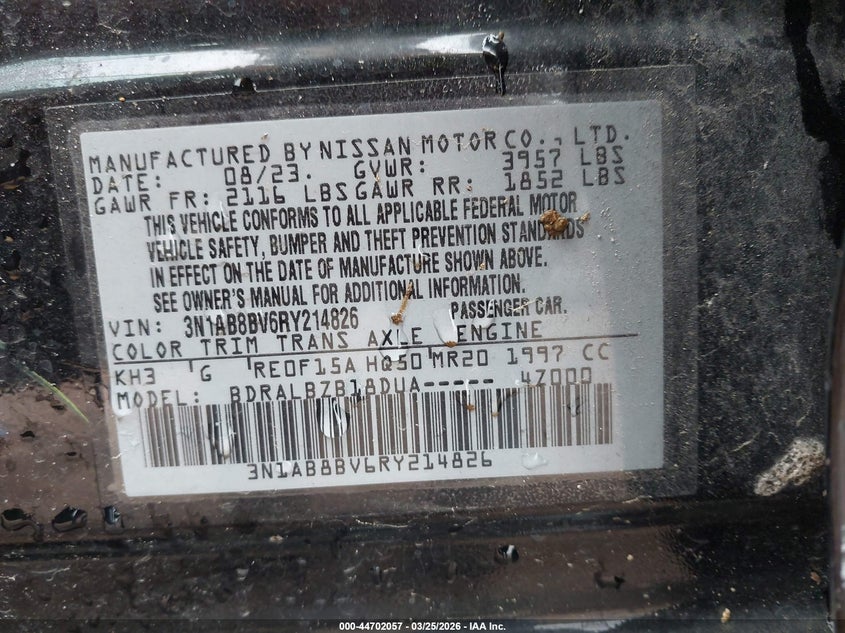 MANUFACTURED BY NISSAN MOTOR CO., LTD.
DATE: 08/23. GVWR: 3957 LBS
GAWR FR: 2116 LBS GAWR RR: 1852 LBS
THIS VEHICLE CONFORMS TO ALL APPLICABLE FEDERAL MOTOR
VEHICLE SAFETY, BUMPER AND THEFT PREVENTION STANDARDS
IN EFFECT ON THE DATE OF MANUFACTURE SHOWN ABOVE.
SEE OWNER'S MANUAL FOR ADDITIONAL INFORMATION.
VIN: 3N1AB8BV6RY214826 PASSENGER CAR.
COLOR TRIM TRANS AXLE ENGINE
KH3 G RE0F15A HQ50 MR20 1997 CC
MODEL: BDRALBZB18DUA----- 4Z000
3N1AB8BV6RY214826
000-44702057 - 03/25/2026 - IAA Inc.